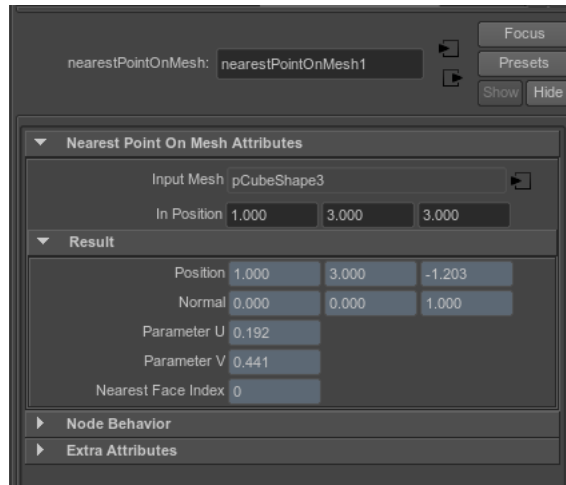 Focus
nearestPointOnMesh: nearestPointOnMesh1
Presets
Show Hide
Nearest Point On Mesh Attributes
Input Mesh pCubeShape3
In Position 1.000 3.000 3.000
Result
Position 1.000 3.000 -1.203
Normal 0.000 0.000 1.000
Parameter U 0.192
Parameter V 0.441
Nearest Face Index 0
Node Behavior
Extra Attributes